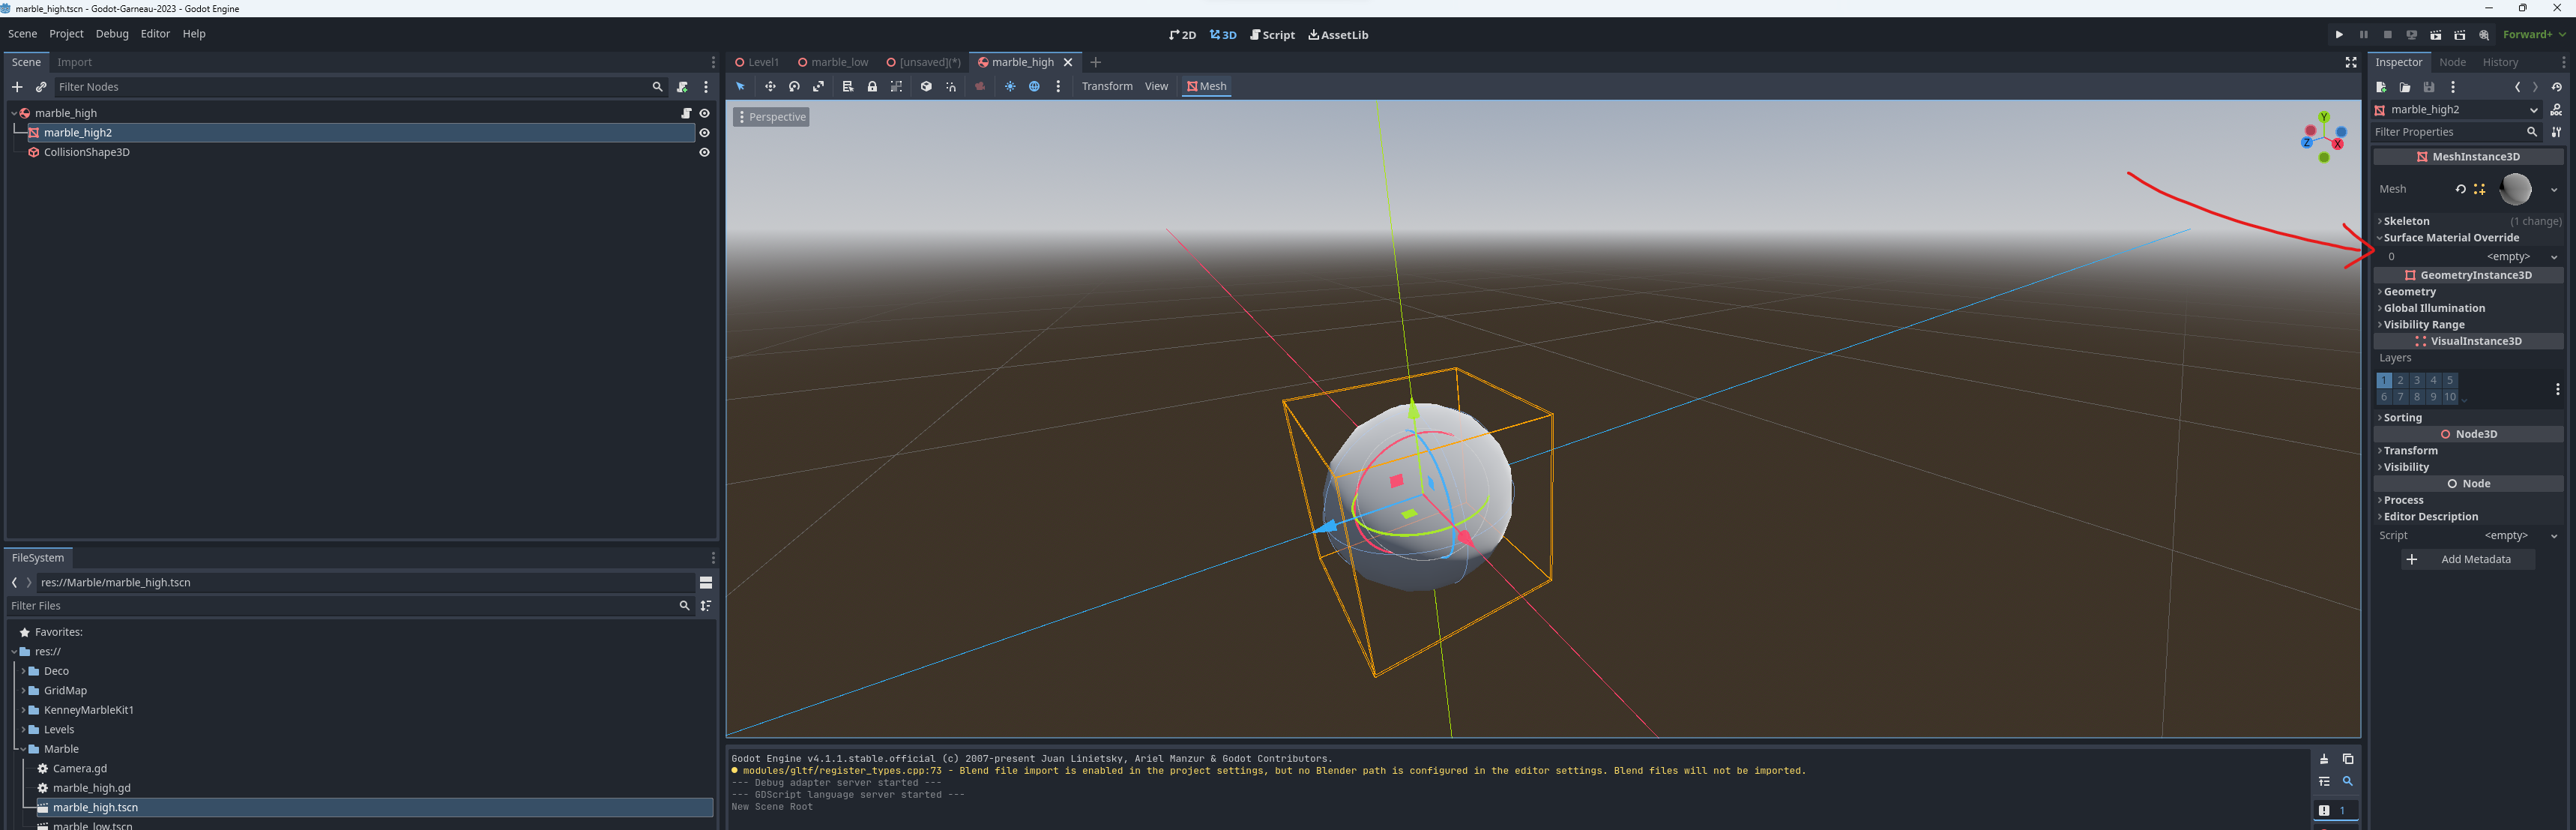 marble_high.tscn - Godot-Garneau-2023 - Godot Engine
Scene Project Debug Editor Help
2D 3D Script AssetLib
Forward+
Scene Import
Filter Nodes
marble_high
marble_high2
CollisionShape3D
FileSystem
res://Marble/marble_high.tscn
Filter Files
Favorites:
res://
Deco
GridMap
KenneyMarbleKit1
Levels
Marble
Camera.gd
marble_high.gd
marble_high.tscn
marble_low.tscn
Level1 marble_low [unsaved](*) marble_high
Transform View Mesh
Perspective
Y
Z X
Godot Engine v4.1.1.stable.official (c) 2007-present Juan Linietsky, Ariel Manzur & Godot Contributors.
modules/gltf/register_types.cpp:73 - Blend file import is enabled in the project settings, but no Blender path is configured in the editor settings. Blend files will not be imported.
--- Debug adapter server started ---
--- GDScript language server started ---
New Scene Root
1
Inspector Node History
marble_high2
DOC
Filter Properties
MeshInstance3D
Mesh
Skeleton (1 change)
Surface Material Override
0 <empty>
GeometryInstance3D
Geometry
Global Illumination
Visibility Range
VisualInstance3D
Layers
1 2 3 4 5
6 7 8 9 10
Sorting
Node3D
Transform
Visibility
Node
Process
Editor Description
Script <empty>
Add Metadata